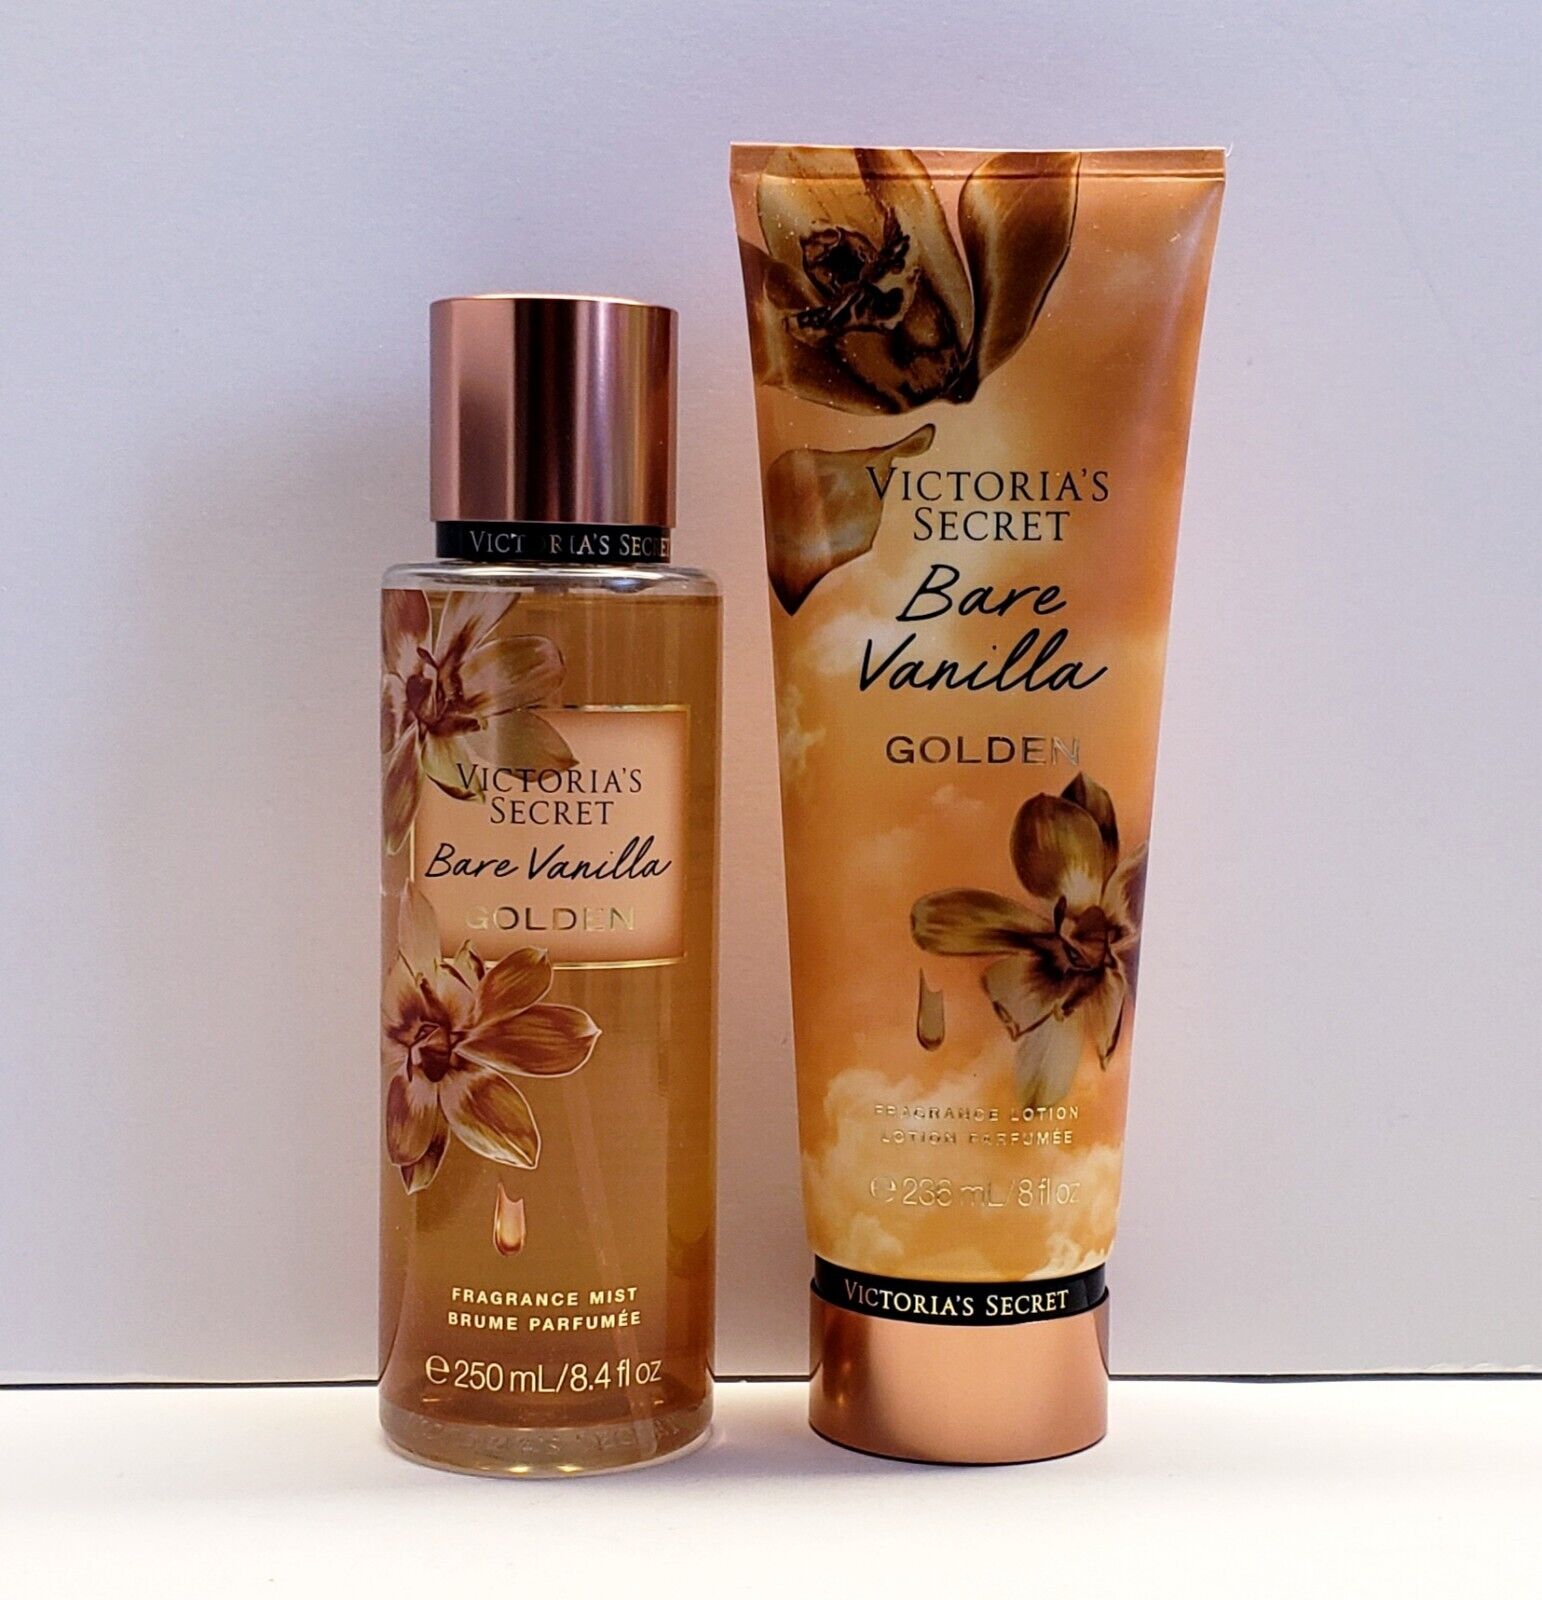 VICTORIA'S SECRET
VICTORIA'S
SECRET
Bare Vanilla
GOLDEN
FRAGRANCE MIST
BRUME PARFUMÉE
℮ 250 mL/8.4 fl oz
VICTORIA'S
SECRET
Bare
Vanilla
GOLDEN
FRAGRANCE LOTION
LOTION PARFUMÉE
℮ 236 mL/8 fl oz
VICTORIA'S SECRET